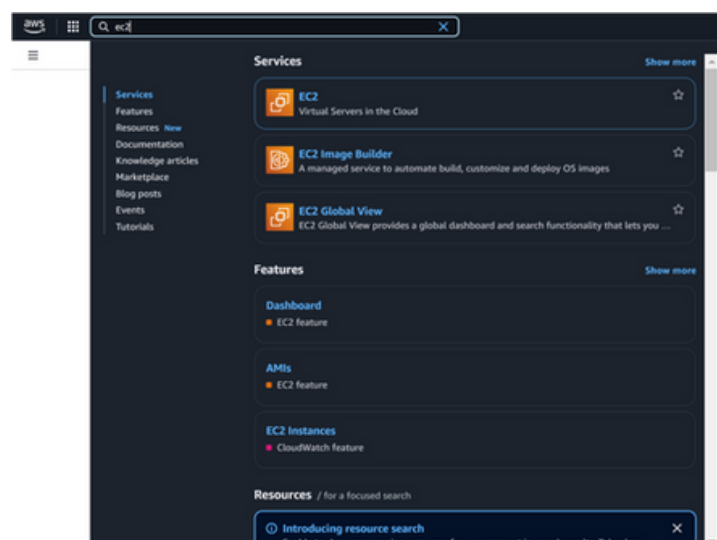 aws
ec2
Services
Features
Resources New
Documentation
Knowledge articles
Marketplace
Blog posts
Events
Tutorials
Services
Show more
EC2
Virtual Servers in the Cloud
EC2 Image Builder
A managed service to automate build, customize and deploy OS images
EC2 Global View
EC2 Global View provides a global dashboard and search functionality that lets you ...
Features
Show more
Dashboard
EC2 feature
AMIs
EC2 feature
EC2 Instances
CloudWatch feature
Resources / for a focused search
Introducing resource search